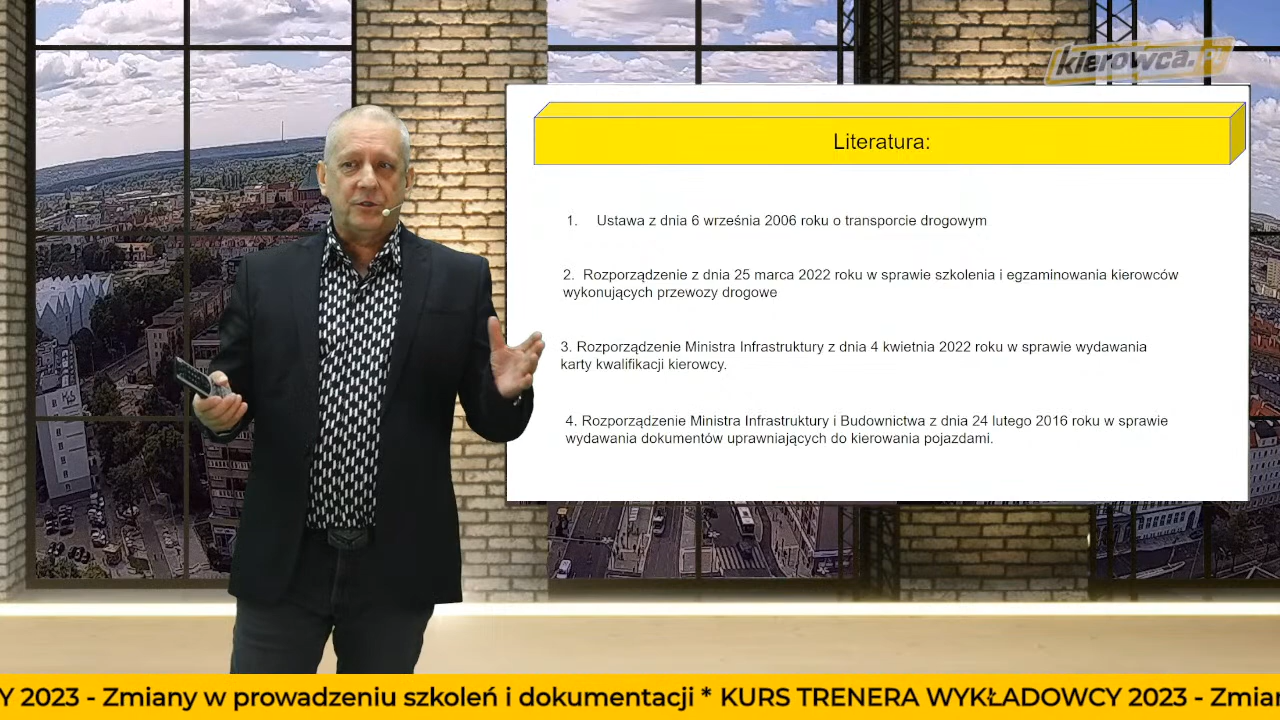 kierowca.pl
Literatura:
1. Ustawa z dnia 6 września 2006 roku o transporcie drogowym
2. Rozporządzenie z dnia 25 marca 2022 roku w sprawie szkolenia i egzaminowania kierowców
wykonujących przewozy drogowe
3. Rozporządzenie Ministra Infrastruktury z dnia 4 kwietnia 2022 roku w sprawie wydawania
karty kwalifikacji kierowcy.
4. Rozporządzenie Ministra Infrastruktury i Budownictwa z dnia 24 lutego 2016 roku w sprawie
wydawania dokumentów uprawniających do kierowania pojazdami.
Y 2023 - Zmiany w prowadzeniu szkoleń i dokumentacji * KURS TRENERA WYKŁADOWCY 2023 - Zmian